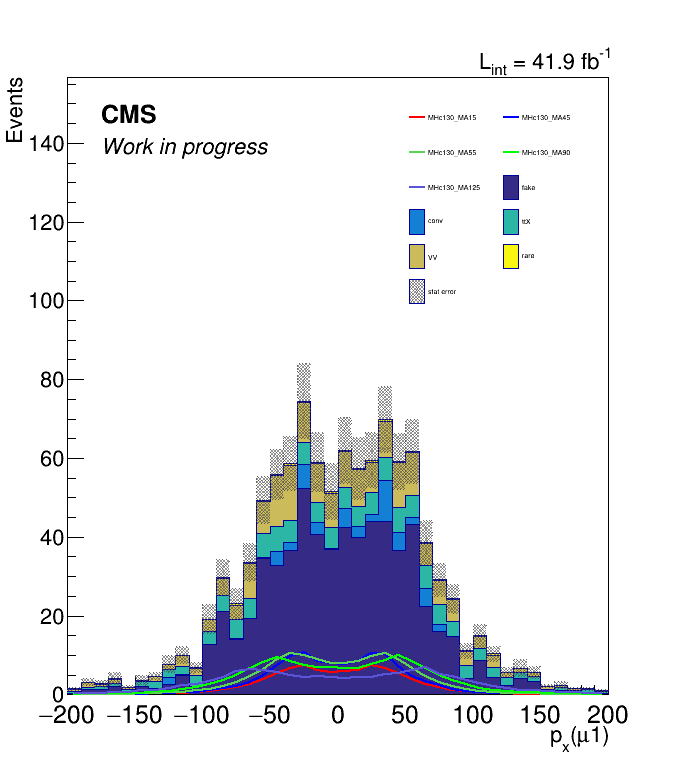 L_int = 41.9 fb^-1
Events
CMS
Work in progress
MHc130_MA15
MHc130_MA45
MHc130_MA55
MHc130_MA90
MHc130_MA125
fake
conv
ttX
VV
rare
stat error
140
120
100
80
60
40
20
0
−200 −150 −100 −50 0 50 100 150 200
p_x(μ1)